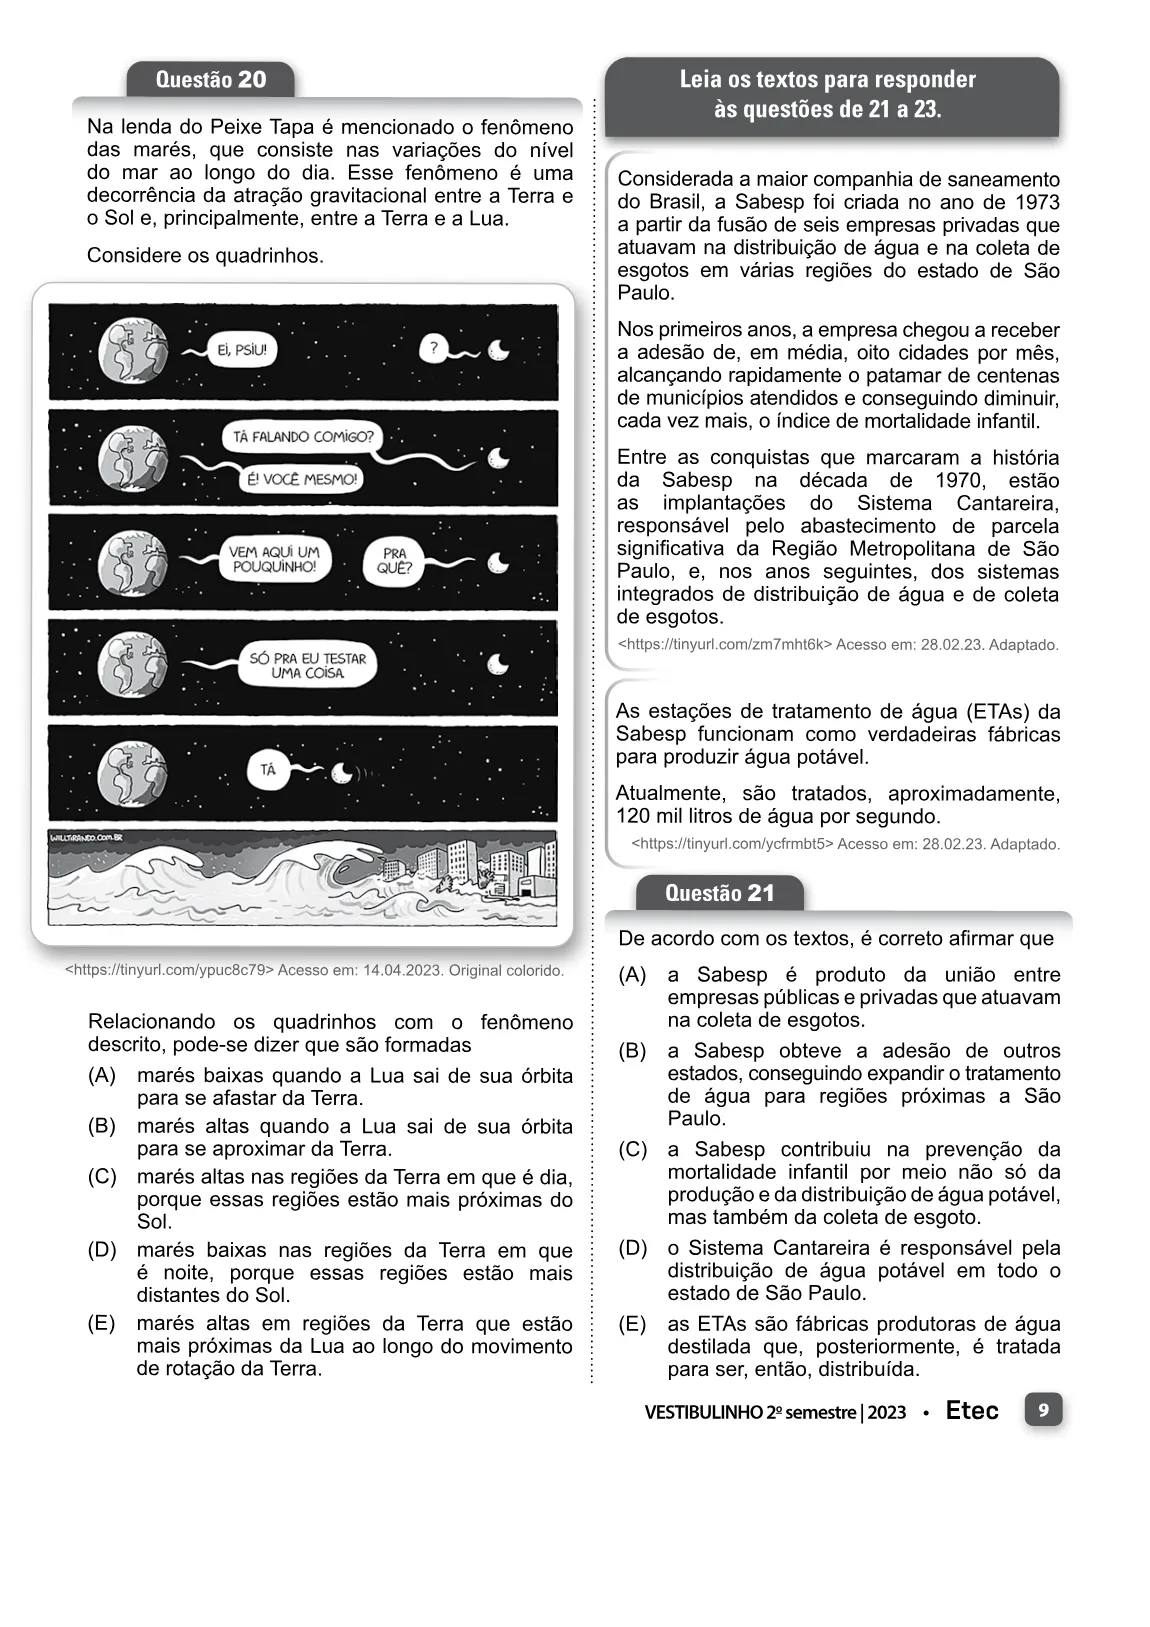 Questão 20
Na lenda do Peixe Tapa é mencionado o fenômeno
das marés, que consiste nas variações do nível
do mar ao longo do dia. Esse fenômeno é uma
decorrência da atração gravitacional entre a Terra e
o Sol e, principalmente, entre a Terra e a Lua.
Considere os quadrinhos.
EI, PSIU!
?
TÁ FALANDO COMIGO?
É! VOCÊ MESMO!
VEM AQUI UM
POUQUINHO!
PRA
QUÊ?
SÓ PRA EU TESTAR
UMA COISA
TÁ
WILLTIRANDO.COM.BR
<https://tinyurl.com/ypuc8c79> Acesso em: 14.04.2023. Original colorido.
Relacionando os quadrinhos com o fenômeno
descrito, pode-se dizer que são formadas
(A) marés baixas quando a Lua sai de sua órbita
para se afastar da Terra.
(B) marés altas quando a Lua sai de sua órbita
para se aproximar da Terra.
(C) marés altas nas regiões da Terra em que é dia,
porque essas regiões estão mais próximas do
Sol.
(D) marés baixas nas regiões da Terra em que
é noite, porque essas regiões estão mais
distantes do Sol.
(E) marés altas em regiões da Terra que estão
mais próximas da Lua ao longo do movimento
de rotação da Terra.
Leia os textos para responder
às questões de 21 a 23.
Considerada a maior companhia de saneamento
do Brasil, a Sabesp foi criada no ano de 1973
a partir da fusão de seis empresas privadas que
atuavam na distribuição de água e na coleta de
esgotos em várias regiões do estado de São
Paulo.
Nos primeiros anos, a empresa chegou a receber
a adesão de, em média, oito cidades por mês,
alcançando rapidamente o patamar de centenas
de municípios atendidos e conseguindo diminuir,
cada vez mais, o índice de mortalidade infantil.
Entre as conquistas que marcaram a história
da Sabesp na década de 1970, estão
as implantações do Sistema Cantareira,
responsável pelo abastecimento de parcela
significativa da Região Metropolitana de São
Paulo, e, nos anos seguintes, dos sistemas
integrados de distribuição de água e de coleta
de esgotos.
<https://tinyurl.com/zm7mht6k> Acesso em: 28.02.23. Adaptado.
As estações de tratamento de água (ETAs) da
Sabesp funcionam como verdadeiras fábricas
para produzir água potável.
Atualmente, são tratados, aproximadamente,
120 mil litros de água por segundo.
<https://tinyurl.com/ycfrmbt5> Acesso em: 28.02.23. Adaptado.
Questão 21
De acordo com os textos, é correto afirmar que
(A) a Sabesp é produto da união entre
empresas públicas e privadas que atuavam
na coleta de esgotos.
(B) a Sabesp obteve a adesão de outros
estados, conseguindo expandir o tratamento
de água para regiões próximas a São
Paulo.
(C) a Sabesp contribuiu na prevenção da
mortalidade infantil por meio não só da
produção e da distribuição de água potável,
mas também da coleta de esgoto.
(D) o Sistema Cantareira é responsável pela
distribuição de água potável em todo o
estado de São Paulo.
(E) as ETAs são fábricas produtoras de água
destilada que, posteriormente, é tratada
para ser, então, distribuída.
VESTIBULINHO 2º semestre | 2023 • Etec 9